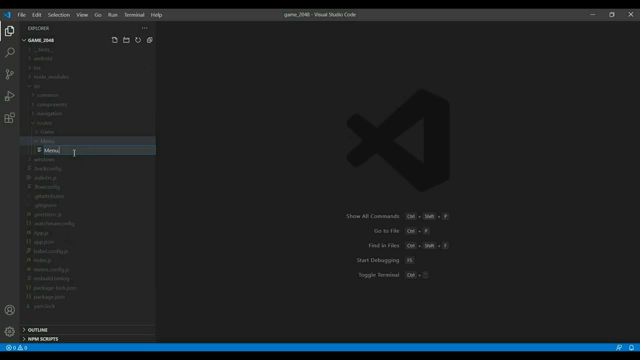 File Edit Selection View Go Run Terminal Help
game_2048 - Visual Studio Code
EXPLORER
GAME_2048
__tests__
android
ios
node_modules
src
common
components
navigation
routes
Game
Menu
Menu
windows
.buckconfig
.eslintrc.js
.flowconfig
.gitattributes
.gitignore
.prettierrc.js
.watchmanconfig
App.js
app.json
babel.config.js
index.js
metro.config.js
package-lock.json
package.json
yarn.lock
OUTLINE
NPM SCRIPTS
Show All Commands Ctrl + Shift + P
Go to File Ctrl + P
Find in Files Ctrl + Shift + F
Start Debugging F5
Toggle Terminal Ctrl + `
0 0